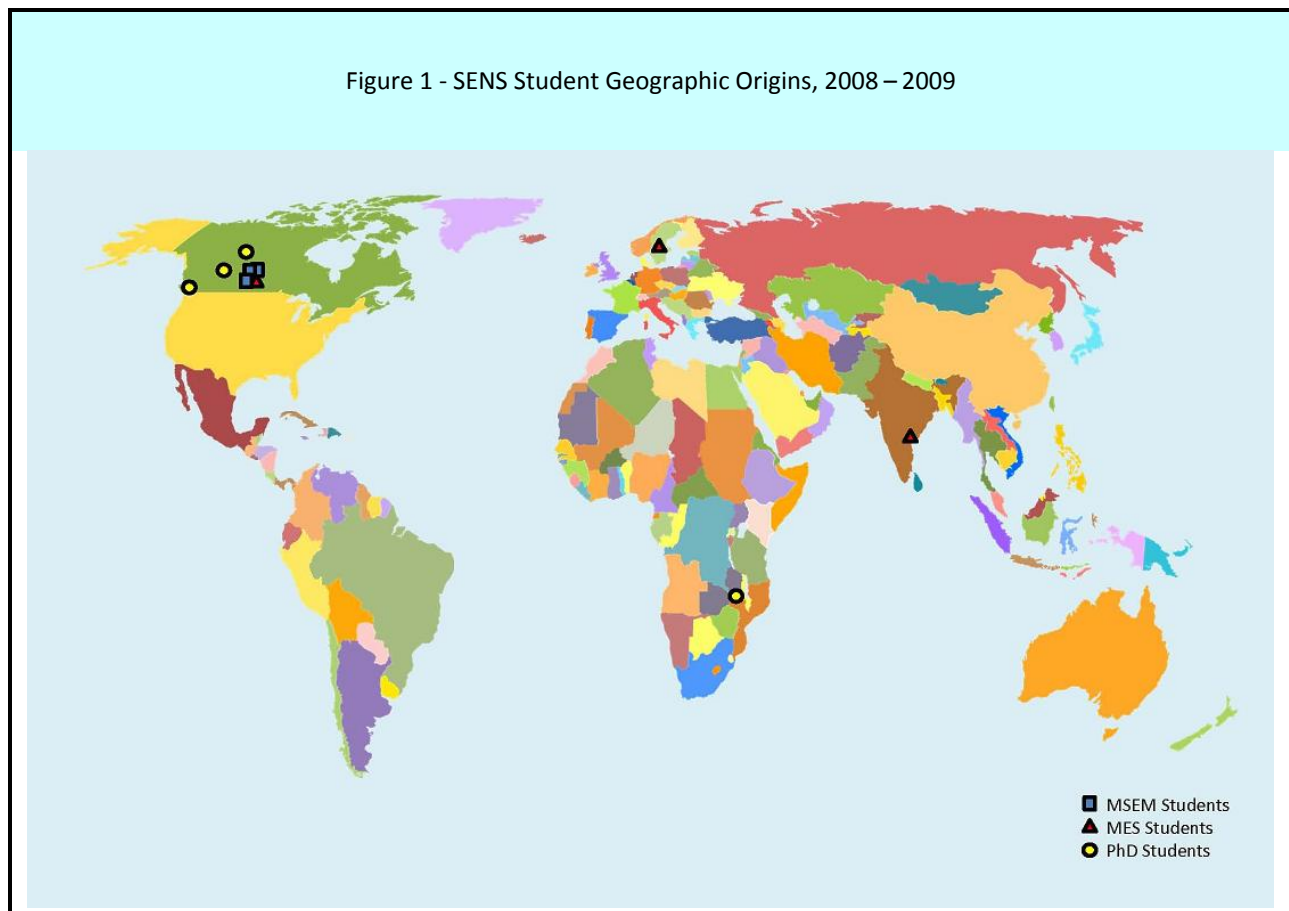 Figure 1 - SENS Student Geographic Origins, 2008 – 2009
MSEM Students
MES Students
PhD Students